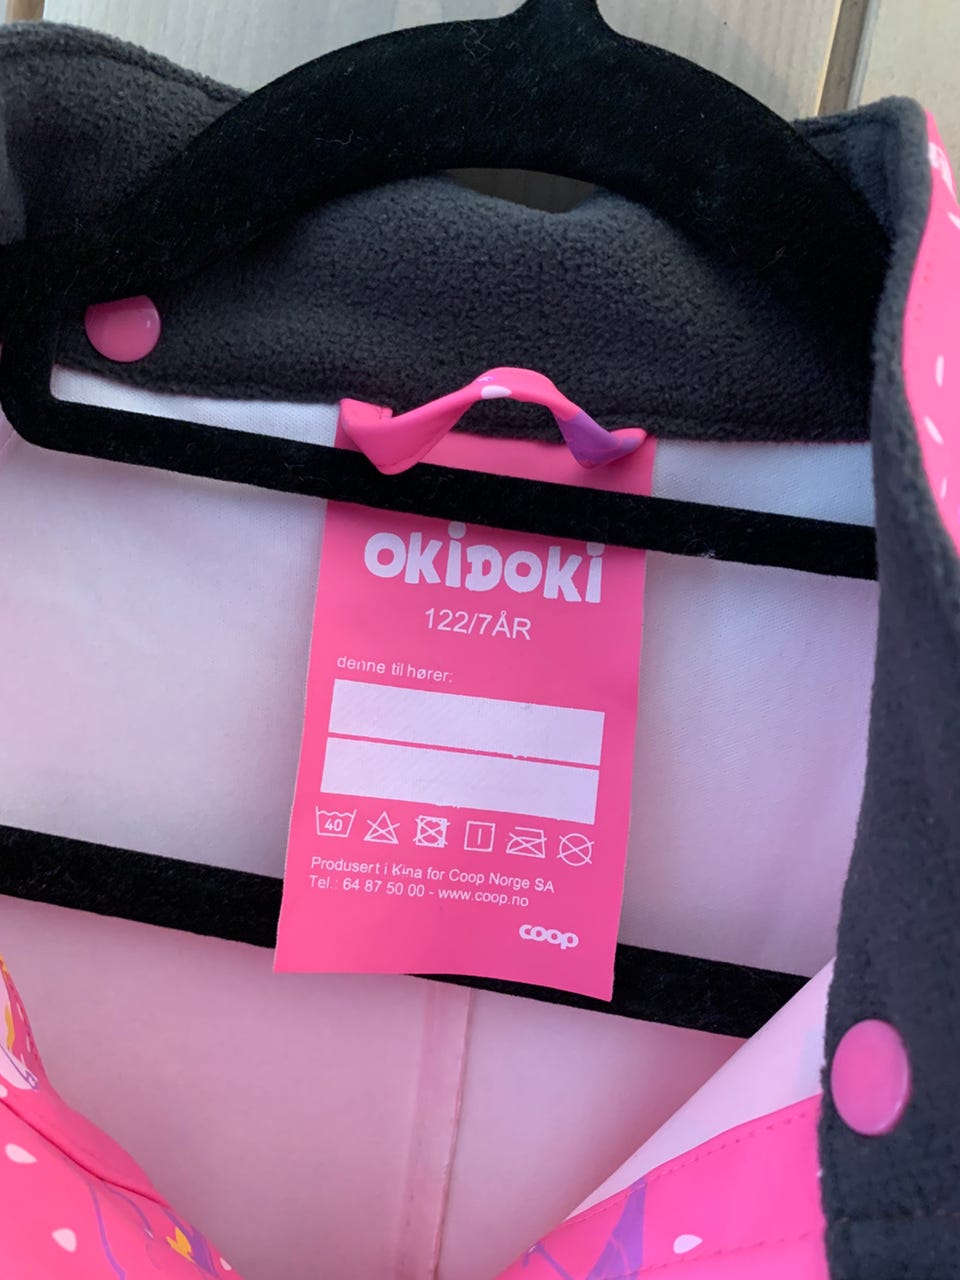 OKIDOKI
122/7ÅR
denne til hører:
40
Produsert i Kina for Coop Norge SA
Tel.: 64 87 50 00 - www.coop.no
coop